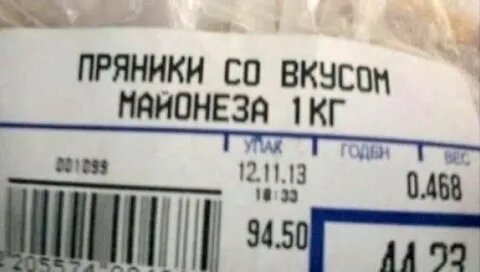 ПРЯНИКИ СО ВКУСОМ
МАЙОНЕЗА 1КГ
УПАК ГОДЕН ВЕС
001099 12.11.13 0.468
18:33
94.50 44.23